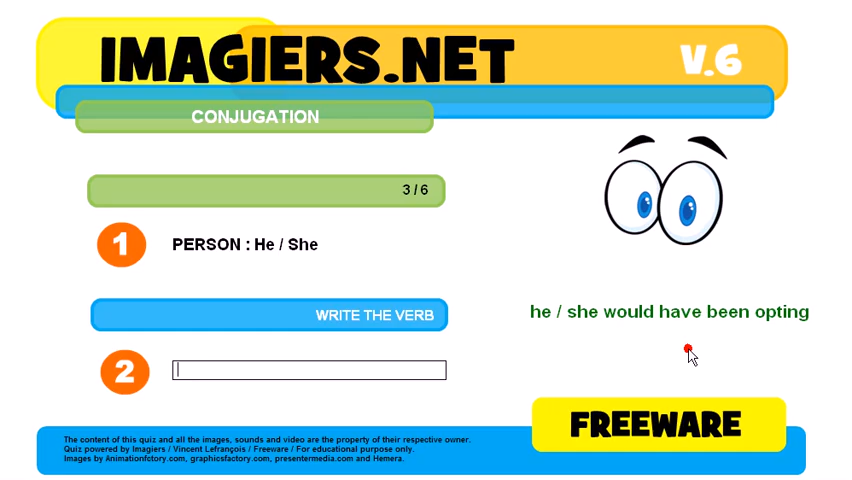 IMAGIERS.NET
V.6
CONJUGATION
3 / 6
1
PERSON : He / She
WRITE THE VERB
he / she would have been opting
2
FREEWARE
The content of this quiz and all the images, sounds and video are the property of their respective owner.
Quiz powered by Imagiers / Vincent Lefrançois / Freeware / For educational purpose only.
Images by Animationfctory.com, graphicsfactory.com, presentermedia.com and Hemera.